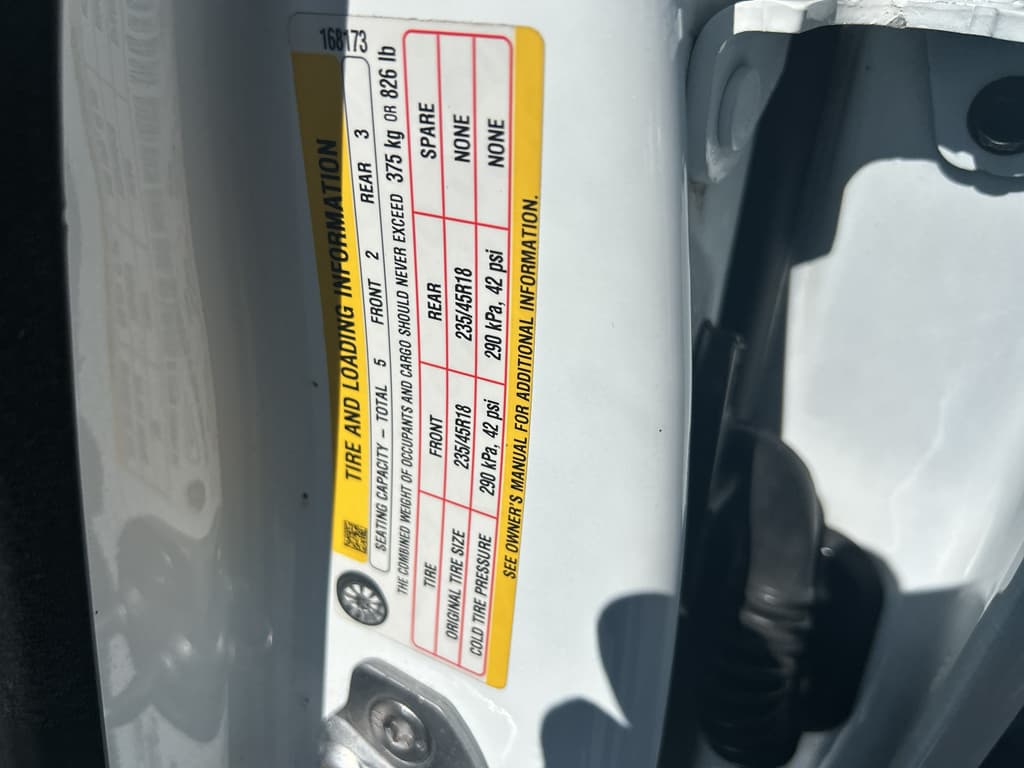 168173
TIRE AND LOADING INFORMATION
SEATING CAPACITY – TOTAL 5 FRONT 2 REAR 3
THE COMBINED WEIGHT OF OCCUPANTS AND CARGO SHOULD NEVER EXCEED 375 kg OR 826 lb
TIRE FRONT REAR SPARE
ORIGINAL TIRE SIZE 235/45R18 235/45R18 NONE
COLD TIRE PRESSURE 290 kPa, 42 psi 290 kPa, 42 psi NONE
SEE OWNER'S MANUAL FOR ADDITIONAL INFORMATION.